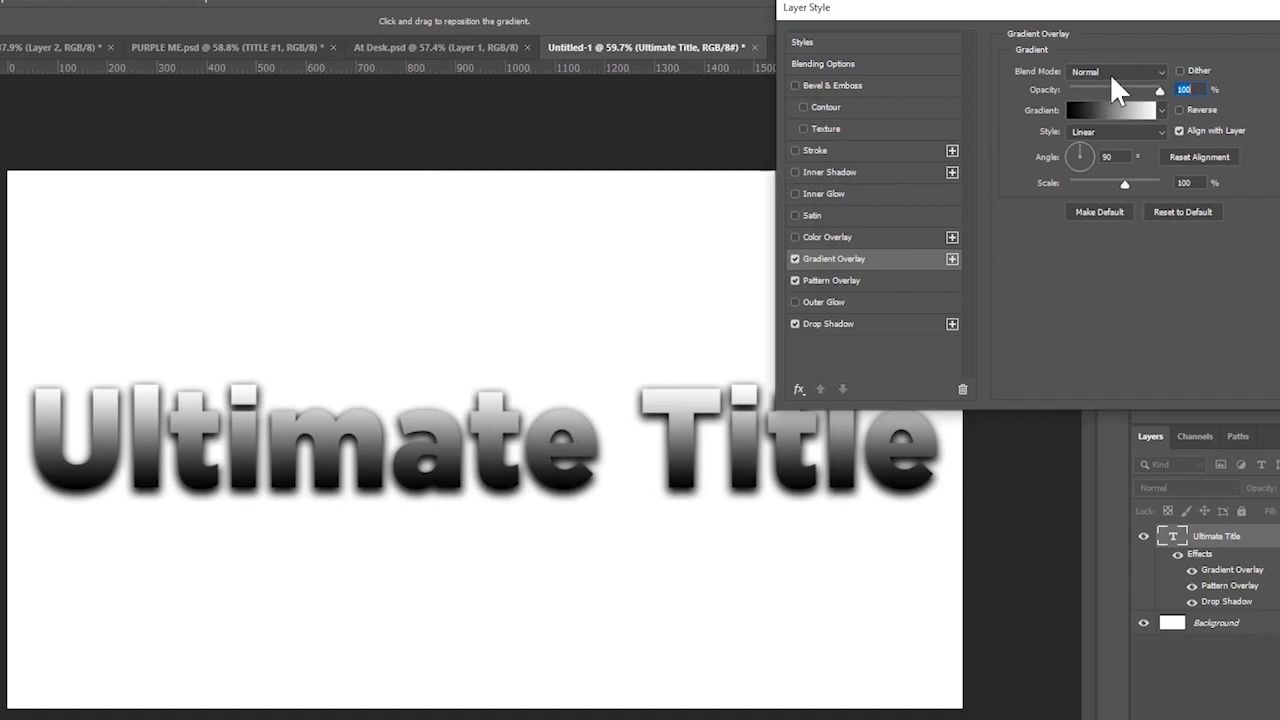 Click and drag to reposition the gradient.
Layer Style
7.9% (Layer 2, RGB/8) * ×
PURPLE ME.psd @ 58.8% (TITLE #1, RGB/8) * ×
At Desk.psd @ 57.4% (Layer 1, RGB/8) ×
Untitled-1 @ 59.7% (Ultimate Title, RGB/8#) * ×
0 100 200 300 400 500 600 700 800 900 1000 1100 1200 1300 1400 1500
Styles
Blending Options
Bevel & Emboss
Contour
Texture
Stroke
Inner Shadow
Inner Glow
Satin
Color Overlay
Gradient Overlay
Pattern Overlay
Outer Glow
Drop Shadow
fx
Gradient Overlay
Gradient
Blend Mode: Normal Dither
Opacity: 100 %
Gradient: Reverse
Style: Linear Align with Layer
Angle: 90 ° Reset Alignment
Scale: 100 %
Make Default Reset to Default
Ultimate Title
Layers Channels Paths
Kind T
Normal Opacity:
Lock: Fill:
T Ultimate Title
Effects
Gradient Overlay
Pattern Overlay
Drop Shadow
Background